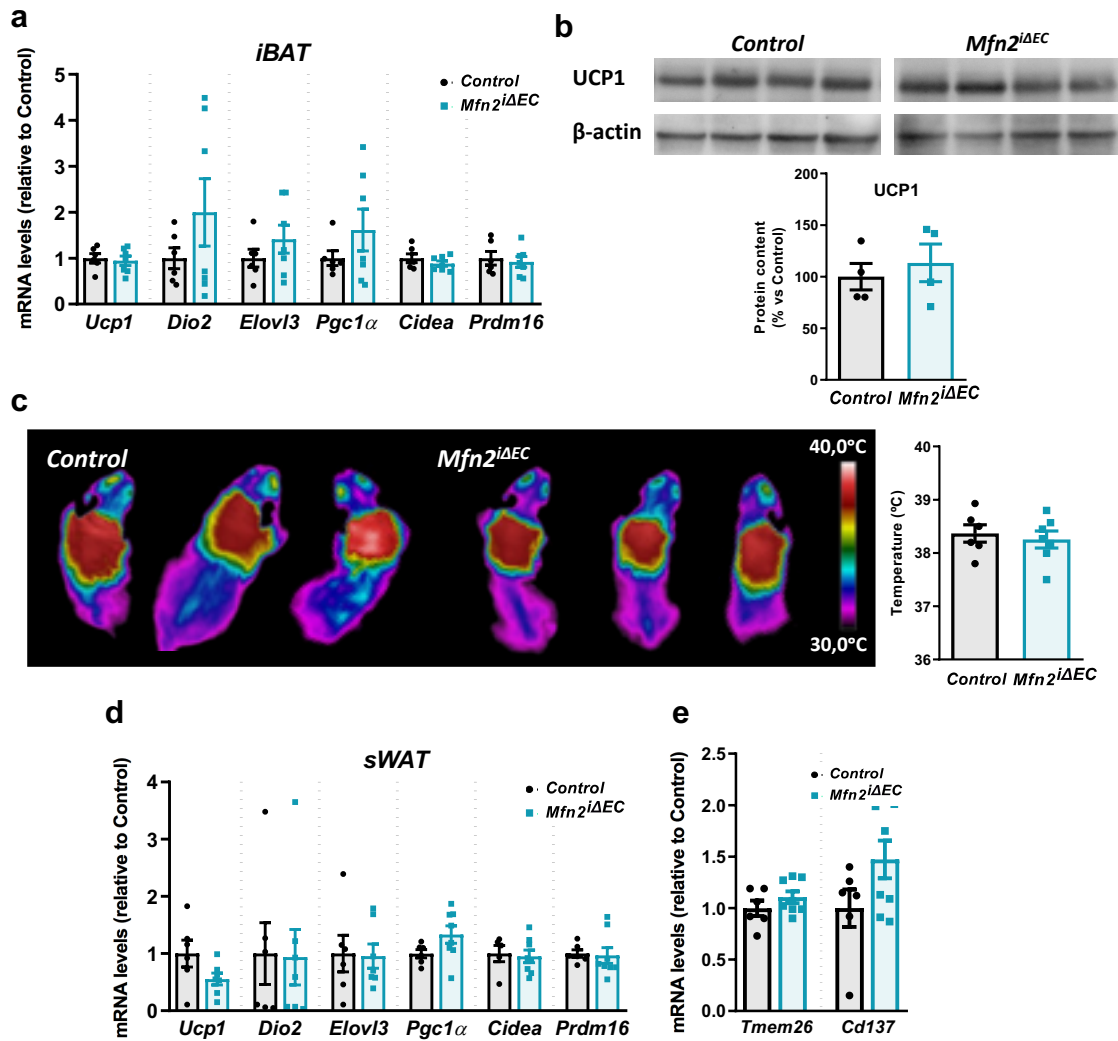 a
iBAT
mRNA levels (relative to Control)
5
4
3
2
1
0
Control
Mfn2iΔEC
Ucp1 Dio2 Elovl3 Pgc1α Cidea Prdm16
b
Control Mfn2iΔEC
UCP1
β-actin
UCP1
Protein content
(% vs Control)
200
150
100
50
0
Control Mfn2iΔEC
c
Control Mfn2iΔEC
40,0°C
30,0°C
Temperature (ºC)
40
39
38
37
36
Control Mfn2iΔEC
d
sWAT
mRNA levels (relative to Control)
4
3
2
1
0
Control
Mfn2iΔEC
Ucp1 Dio2 Elovl3 Pgc1α Cidea Prdm16
e
mRNA levels (relative to Control)
2.5
2.0
1.5
1.0
0.5
0.0
Control
Mfn2iΔEC
Tmem26 Cd137